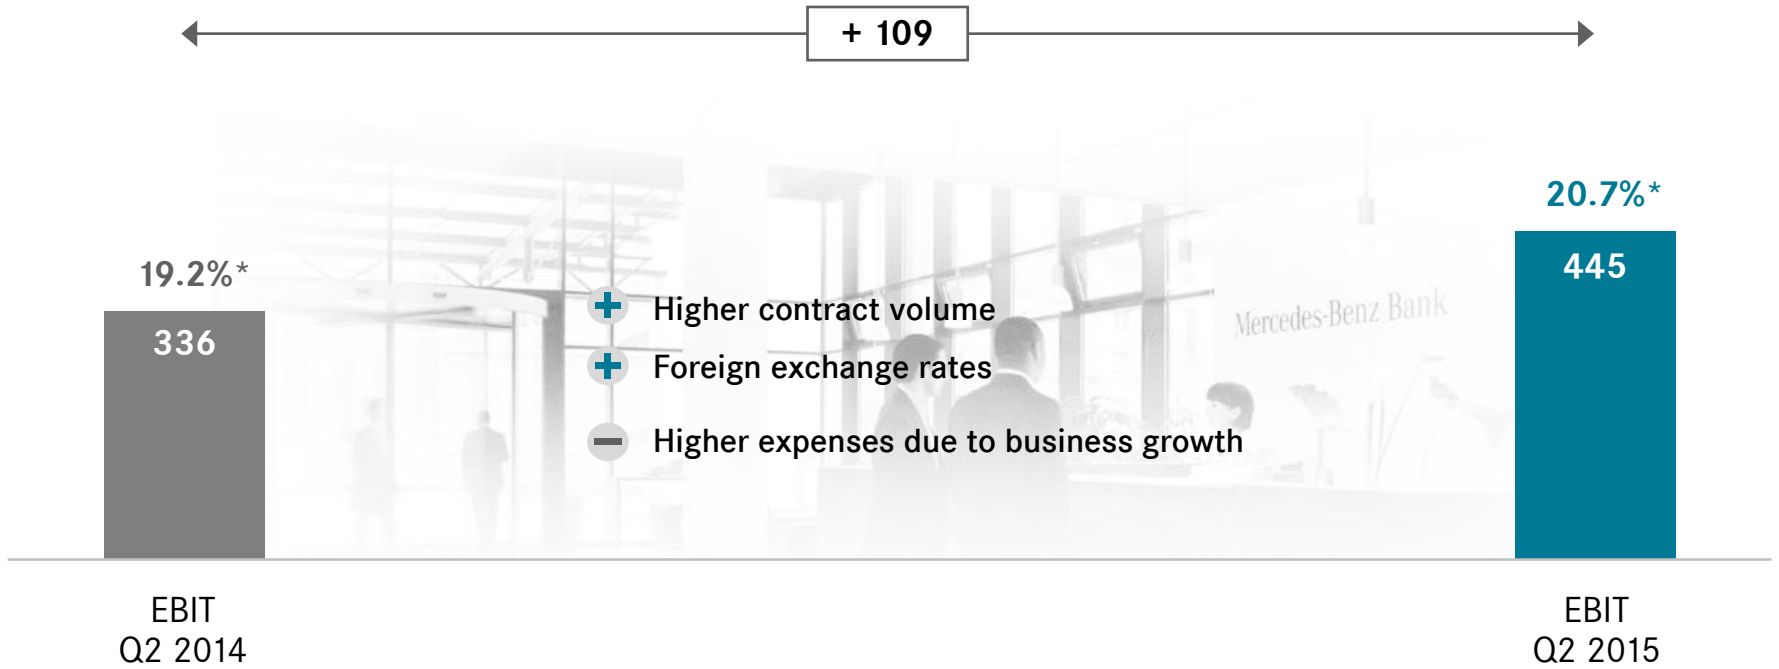 + 109
20.7%*
445
19.2%*
336
+ Higher contract volume
+ Foreign exchange rates
− Higher expenses due to business growth
Mercedes-Benz Bank
EBIT
Q2 2014
EBIT
Q2 2015